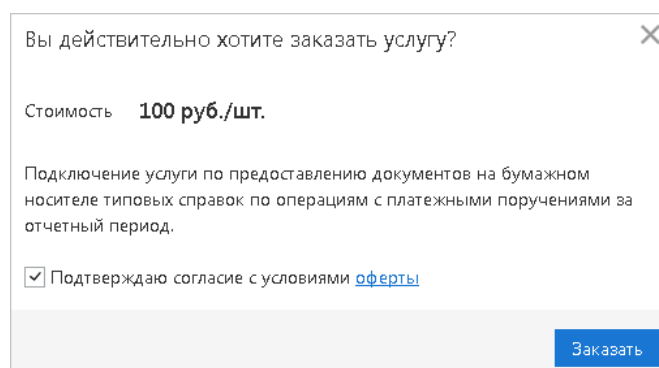 Вы действительно хотите заказать услугу?
Стоимость 100 руб./шт.
Подключение услуги по предоставлению документов на бумажном
носителе типовых справок по операциям с платежными поручениями за
отчетный период.
Подтверждаю согласие с условиями оферты
Заказать